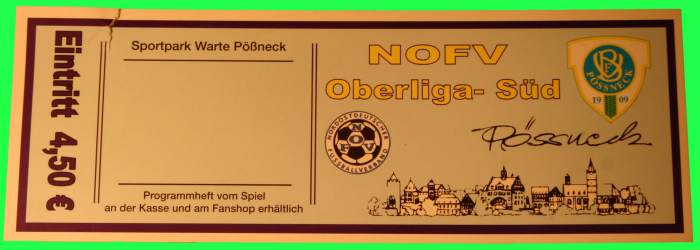 Eintritt 4,50 €
Sportpark Warte Pößneck
Programmheft vom Spiel
an der Kasse und am Fanshop erhältlich
NOFV
Oberliga- Süd
NORDOSTDEUTSCHER
NOFV
FUSSBALLVERBAND
PÖSSNECK
19 09
Pössneck